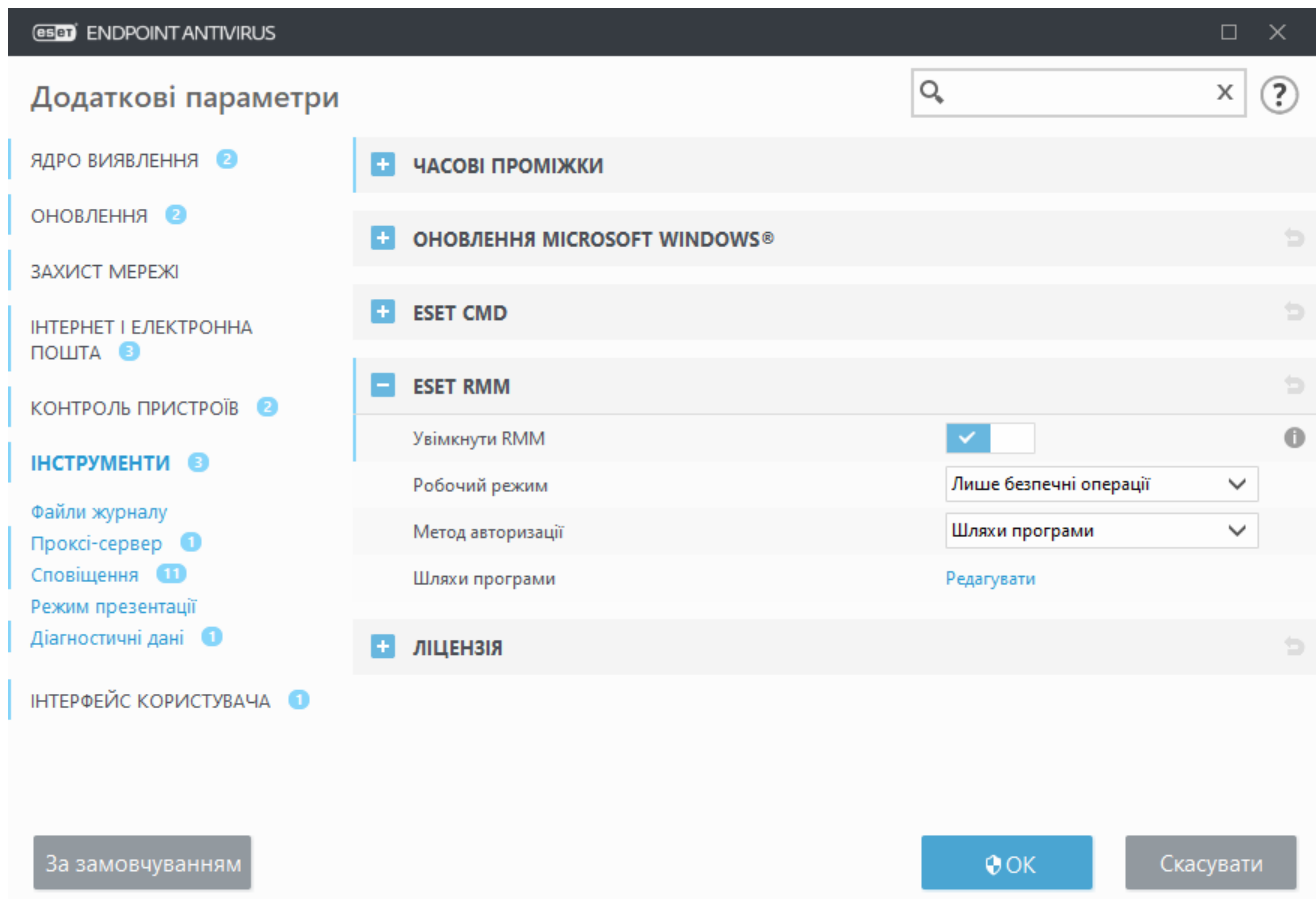 eset ENDPOINT ANTIVIRUS
Додаткові параметри
x
?
ЯДРО ВИЯВЛЕННЯ 2
ОНОВЛЕННЯ 2
ЗАХИСТ МЕРЕЖІ
ІНТЕРНЕТ І ЕЛЕКТРОННА
ПОШТА 3
КОНТРОЛЬ ПРИСТРОЇВ 2
ІНСТРУМЕНТИ 3
Файли журналу
Проксі-сервер 1
Сповіщення 11
Режим презентації
Діагностичні дані 1
ІНТЕРФЕЙС КОРИСТУВАЧА 1
ЧАСОВІ ПРОМІЖКИ
ОНОВЛЕННЯ MICROSOFT WINDOWS®
ESET CMD
ESET RMM
Увімкнути RMM
Робочий режим Лише безпечні операції
Метод авторизації Шляхи програми
Шляхи програми Редагувати
ЛІЦЕНЗІЯ
За замовчуванням
OK
Скасувати